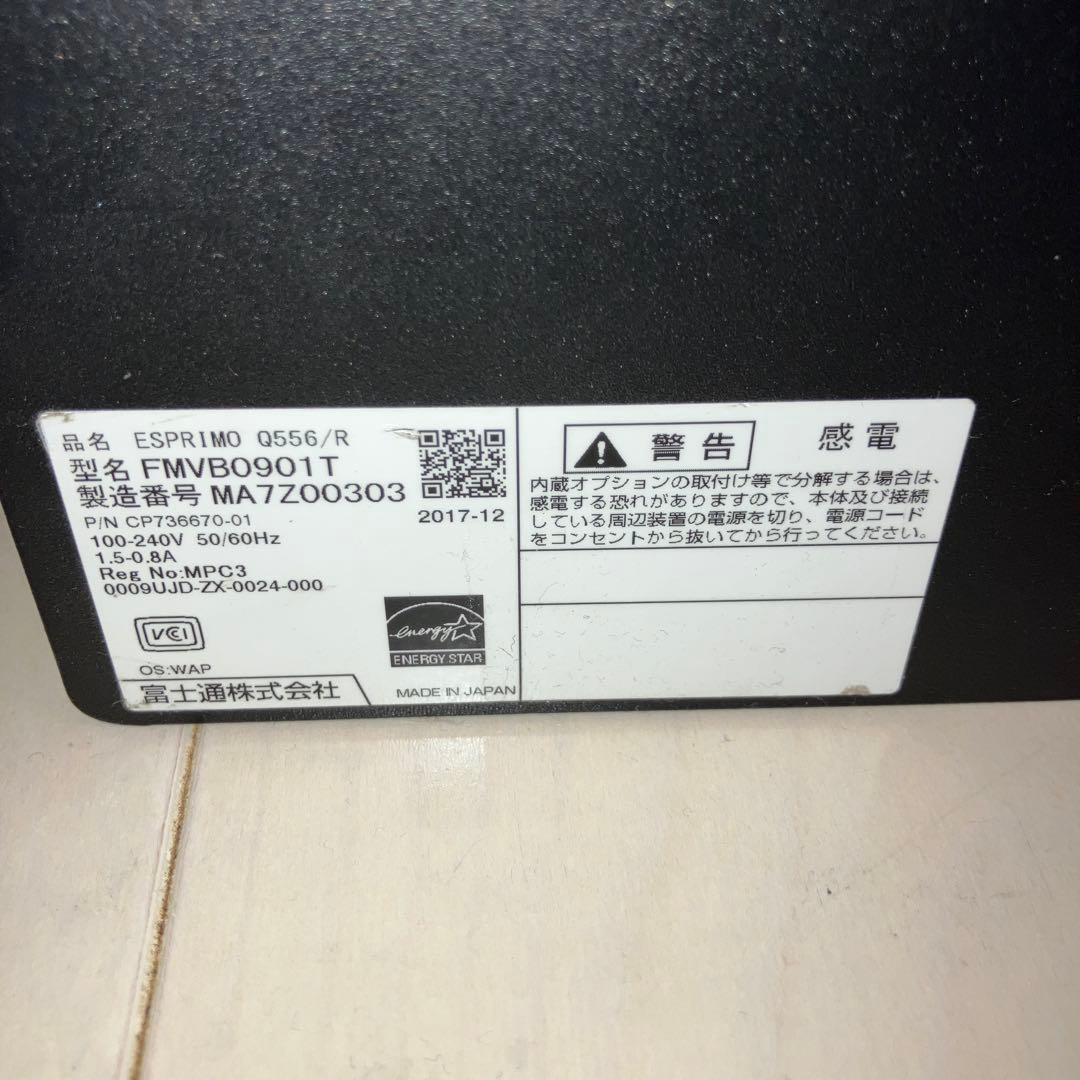 品名 ESPRIMO Q556/R
型名 FMVB0901T
製造番号 MA7Z00303
P/N CP736670-01
2017-12
100-240V 50/60Hz
1.5-0.8A
Reg No:MPC3
0009UJD-ZX-0024-000
VCI
energy
ENERGY STAR
OS:WAP
富士通株式会社
MADE IN JAPAN
警告 感電
内蔵オプションの取付け等で分解する場合は、
感電する恐れがありますので、本体及び接続
している周辺装置の電源を切り、電源コード
をコンセントから抜いてから行ってください。